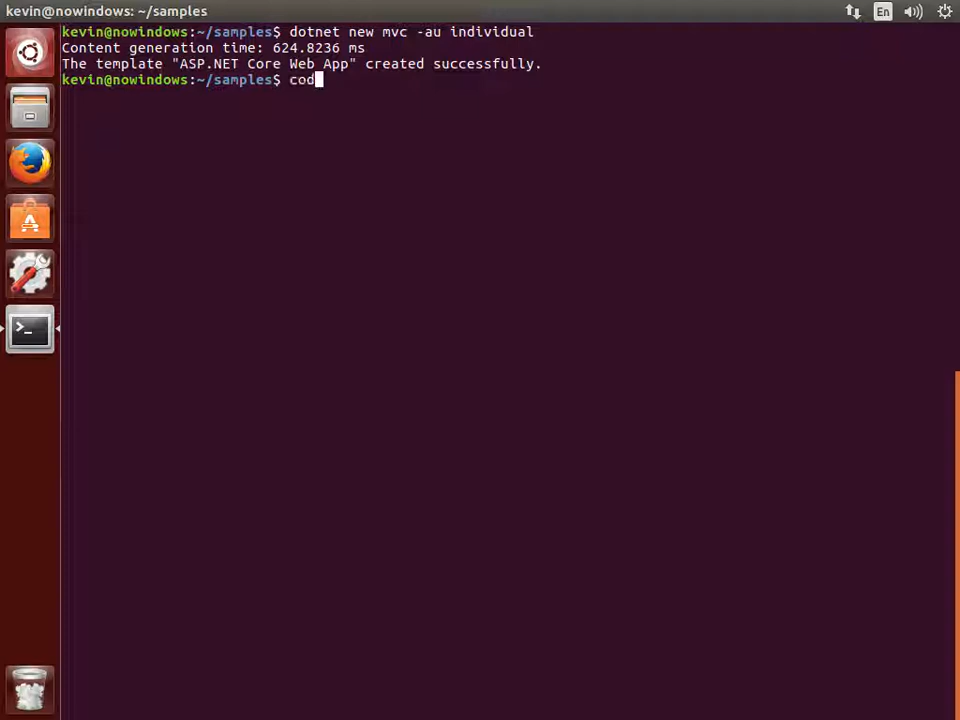 kevin@nowindows: ~/samples
En
kevin@nowindows:~/samples$ dotnet new mvc -au individual
Content generation time: 624.8236 ms
The template "ASP.NET Core Web App" created successfully.
kevin@nowindows:~/samples$ cod
>_